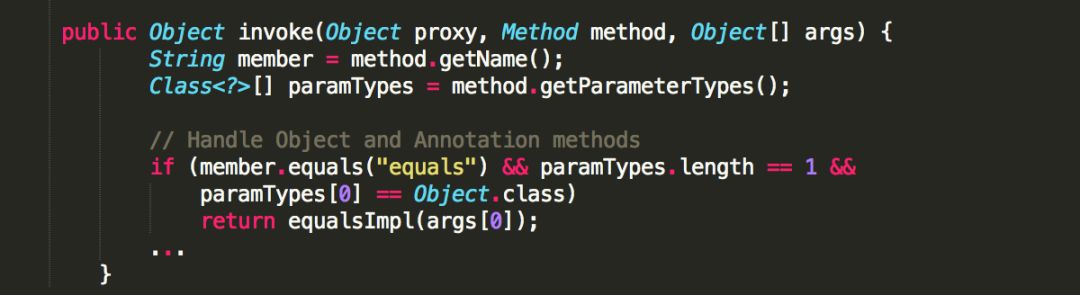 public Object invoke(Object proxy, Method method, Object[] args) {
String member = method.getName();
Class<?>[] paramTypes = method.getParameterTypes();
// Handle Object and Annotation methods
if (member.equals("equals") && paramTypes.length == 1 &&
paramTypes[0] == Object.class)
return equalsImpl(args[0]);
...
}